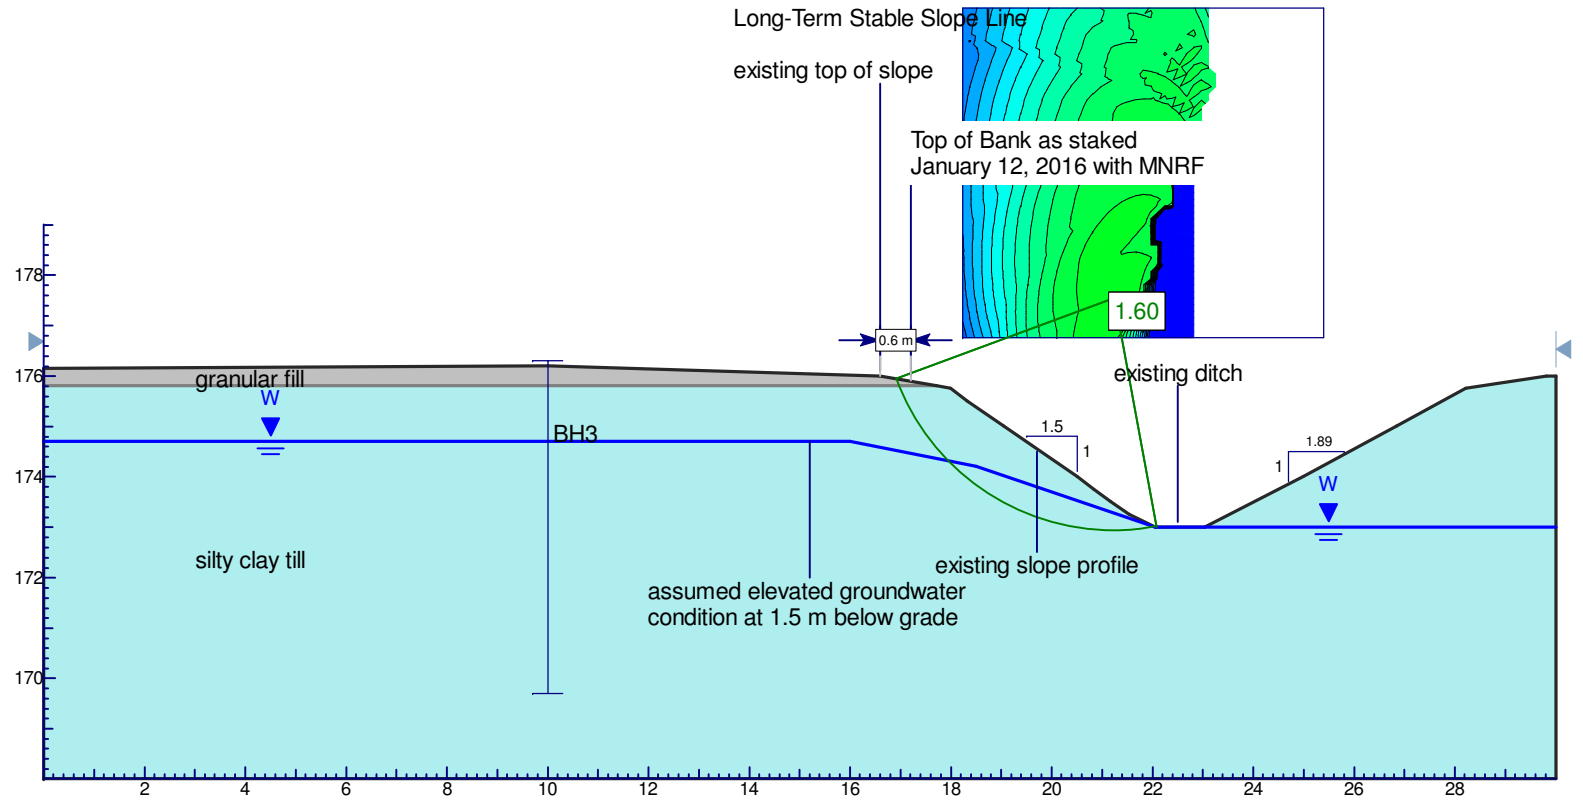 Long-Term Stable Slope Line
existing top of slope
Top of Bank as staked
January 12, 2016 with MNRF
1.60
0.6 m
existing ditch
178
176
174
172
170
granular fill
W
BH3
1.5
1
1.89
1
W
silty clay till
existing slope profile
assumed elevated groundwater
condition at 1.5 m below grade
2 4 6 8 10 12 14 16 18 20 22 24 26 28